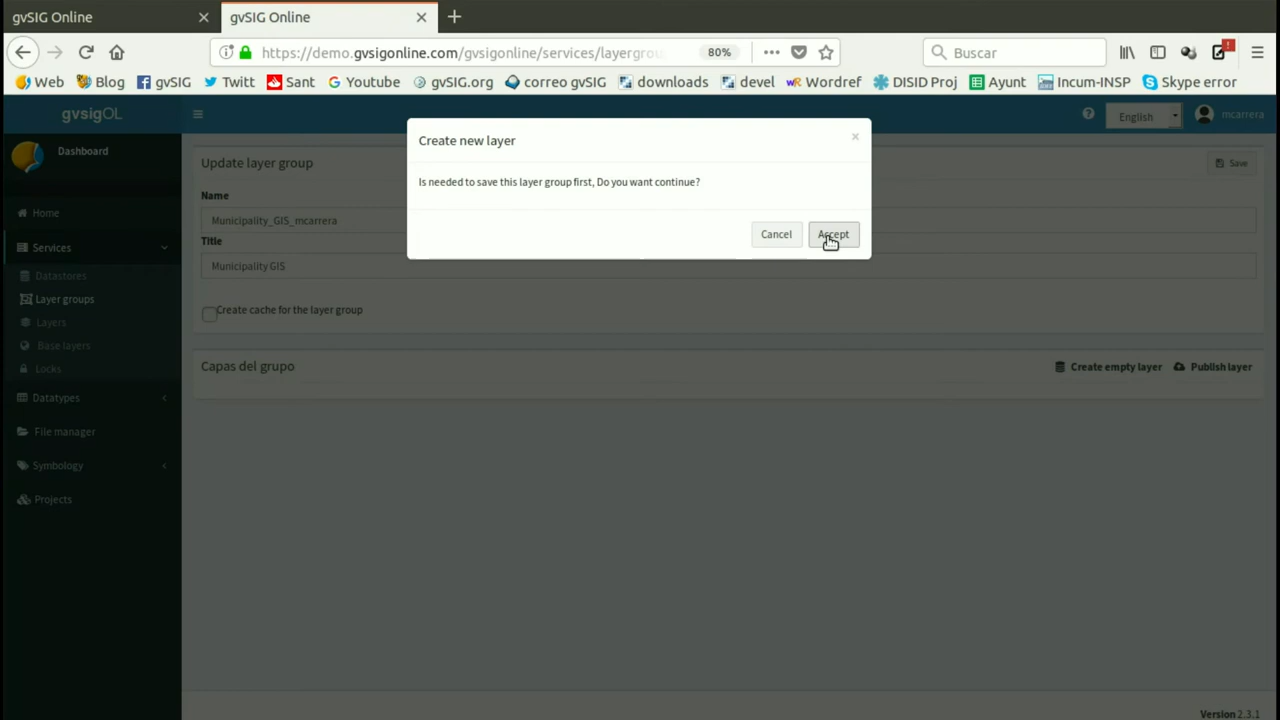 gvSIG Online
gvSIG Online
https://demo.gvsigonline.com/gvsigonline/services/layergrou
80%
Buscar
Web
Blog
gvSIG
Twitt
Sant
Youtube
gvSIG.org
correo gvSIG
downloads
devel
Wordref
DISID Proj
Ayunt
Incum-INSP
Skype error
gvsigOL
English
mcarrera
Dashboard
Home
Services
Datastores
Layer groups
Layers
Base layers
Locks
Datatypes
File manager
Symbology
Projects
Create new layer
×
Is needed to save this layer group first, Do you want continue?
Cancel
Accept
Update layer group
Save
Name
Municipality_GIS_mcarrera
Title
Municipality GIS
Create cache for the layer group
Capas del grupo
Create empty layer
Publish layer
Version 2.3.1